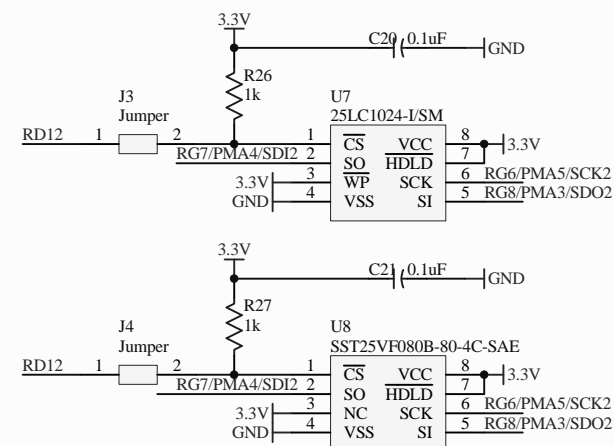 3.3V
C20 0.1uF
GND
R26
1k
U7
25LC1024-I/SM
J3
Jumper
RD12 1 2 1 CS VCC 8 3.3V
RG7/PMA4/SDI2 2 SO HDLD 7
3.3V 3 WP SCK 6 RG6/PMA5/SCK2
GND 4 VSS SI 5 RG8/PMA3/SDO2
3.3V
C21 0.1uF
GND
R27
1k
U8
SST25VF080B-80-4C-SAE
J4
Jumper
RD12 1 2 1 CS VCC 8 3.3V
RG7/PMA4/SDI2 2 SO HDLD 7
3.3V 3 NC SCK 6 RG6/PMA5/SCK2
GND 4 VSS SI 5 RG8/PMA3/SDO2